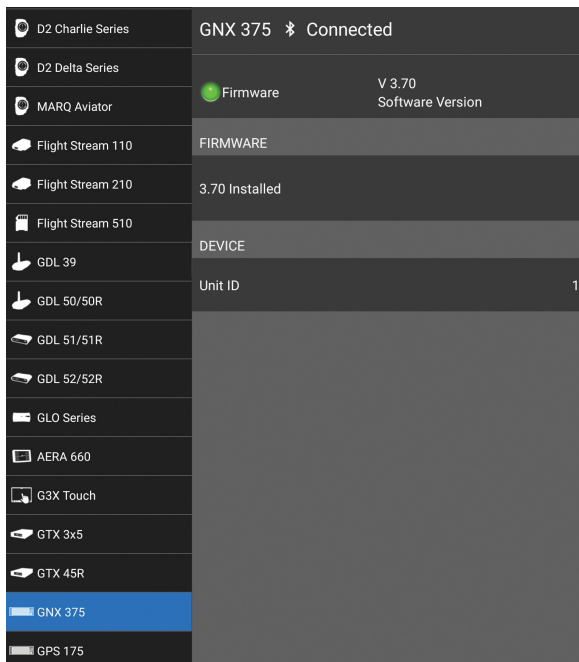 D2 Charlie Series
D2 Delta Series
MARQ Aviator
Flight Stream 110
Flight Stream 210
Flight Stream 510
GDL 39
GDL 50/50R
GDL 51/51R
GDL 52/52R
GLO Series
AERA 660
G3X Touch
GTX 3x5
GTX 45R
GNX 375
GPS 175
GNX 375 Connected
Firmware
V 3.70
Software Version
FIRMWARE
3.70 Installed
DEVICE
Unit ID 1